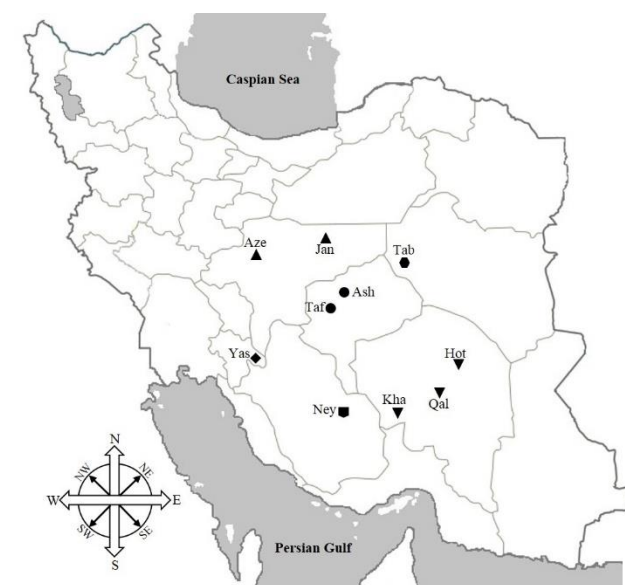 Caspian Sea
Aze
Jan
Tab
Ash
Taf
Yas
Hot
Qal
Kha
Ney
N
NW
NE
W
E
SW
SE
S
Persian Gulf